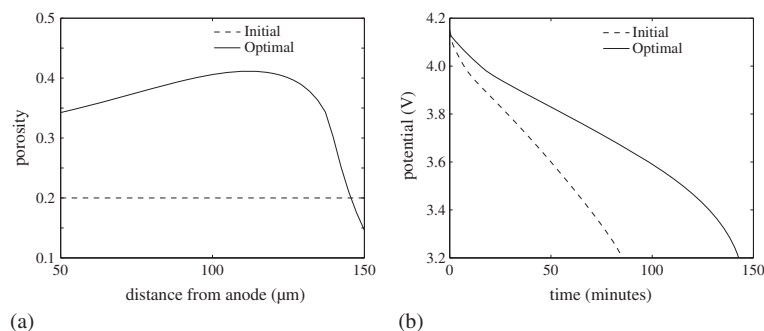 Initial
Optimal
0.5
0.4
0.3
0.2
0.1
porosity
50
100
150
distance from anode (µm)
(a)
Initial
Optimal
4.2
4.0
3.8
3.6
3.4
3.2
potential (V)
0
50
100
150
time (minutes)
(b)